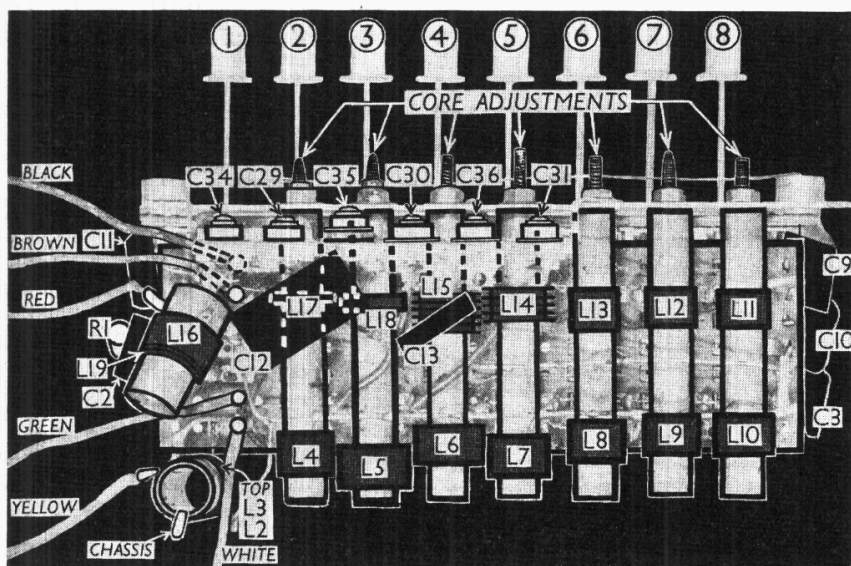 1 2 3 4 5 6 7 8
CORE ADJUSTMENTS
BLACK
C34 C29 C35 C30 C36 C31
BROWN
C11
C9
RED
L17 L18 L15 L14 L13 L12 L11
R1
L16
C13
C10
L19
C12
C2
C3
GREEN
L4 L5 L6 L7 L8 L9 L10
YELLOW
TOP
L3
L2
CHASSIS
WHITE